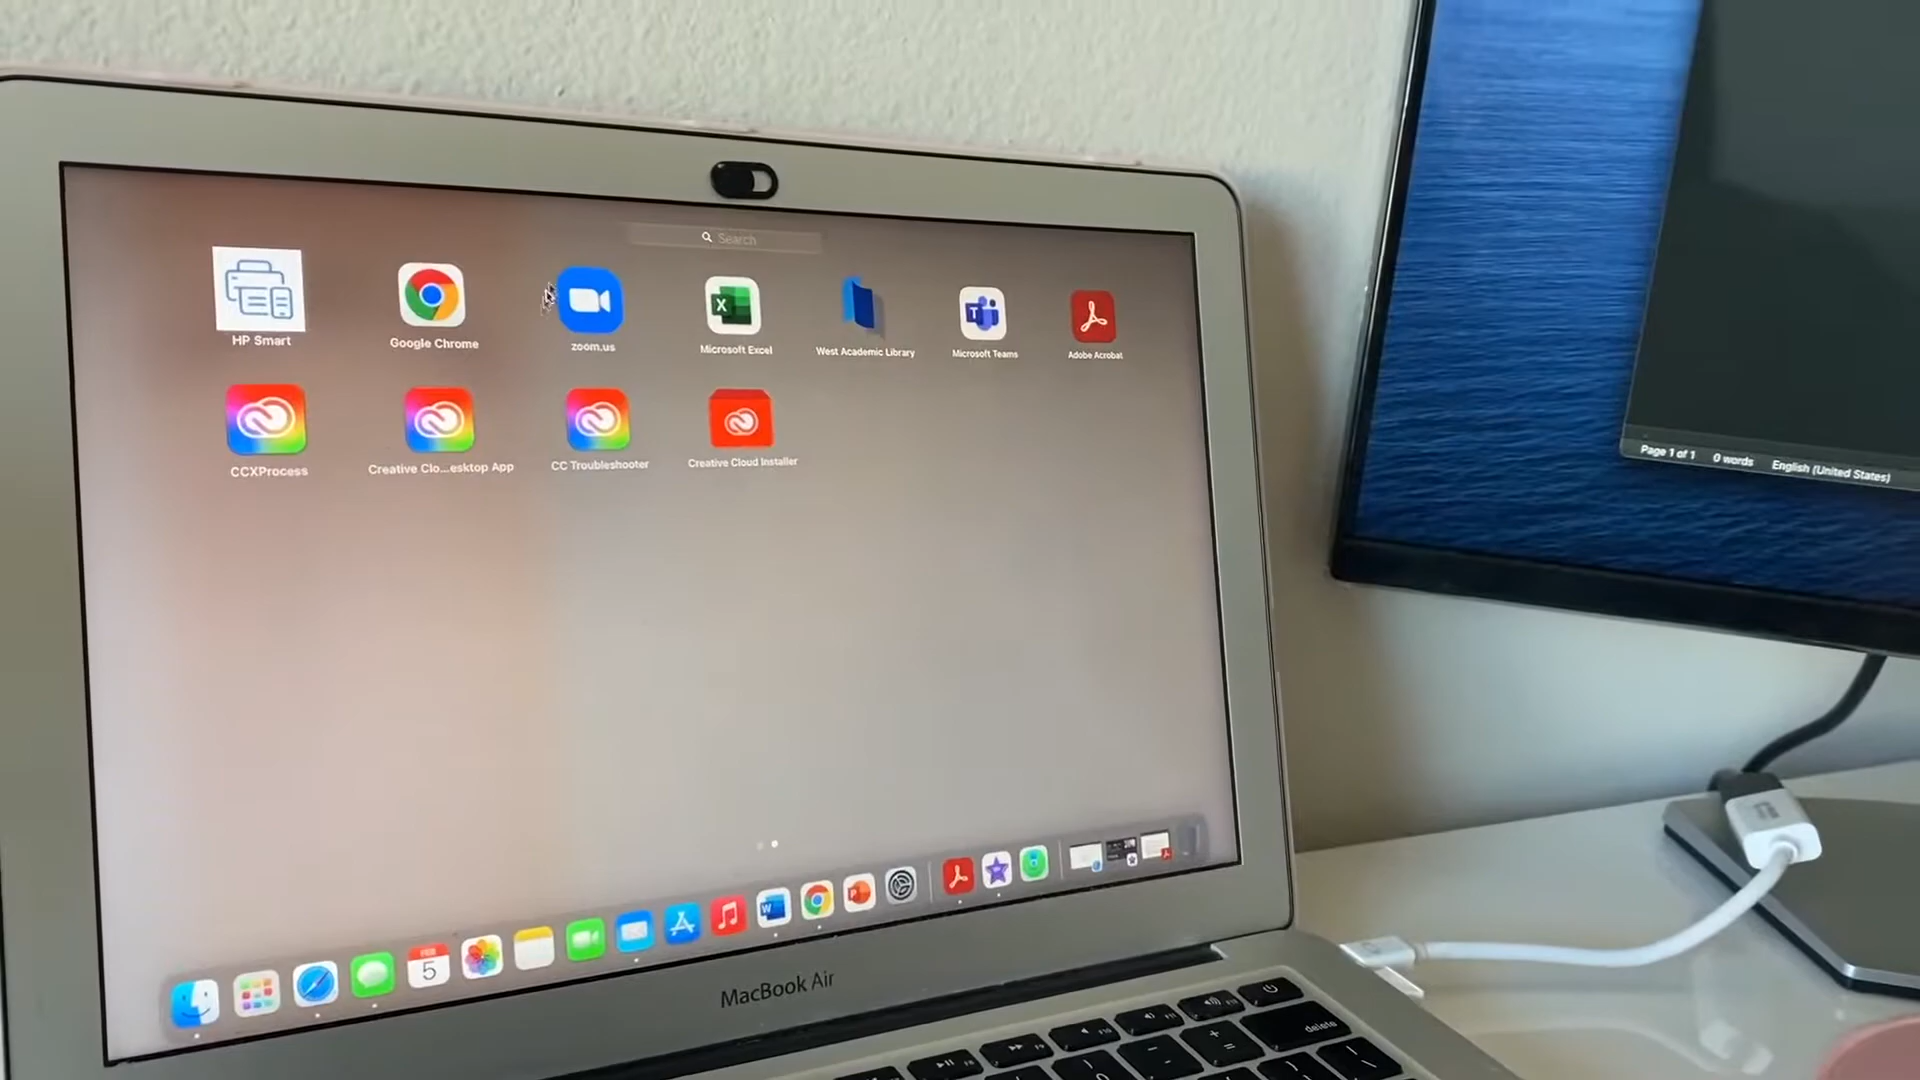 Search
HP Smart
Google Chrome
zoom.us
Microsoft Excel
West Academic Library
Microsoft Teams
Adobe Acrobat
CCXProcess
Creative Clo...esktop App
CC Troubleshooter
Creative Cloud Installer
FEB
5
MacBook Air
delete
Page 1 of 1 0 words English (United States)